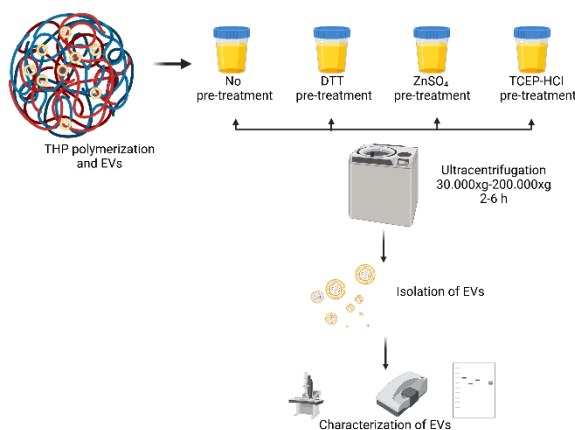 No
pre-treatment
DTT
pre-treatment
ZnSO₄
pre-treatment
TCEP-HCl
pre-treatment
THP polymerization
and EVs
Ultracentrifugation
30.000xg-200.000xg
2-6 h
Isolation of EVs
Characterization of EVs